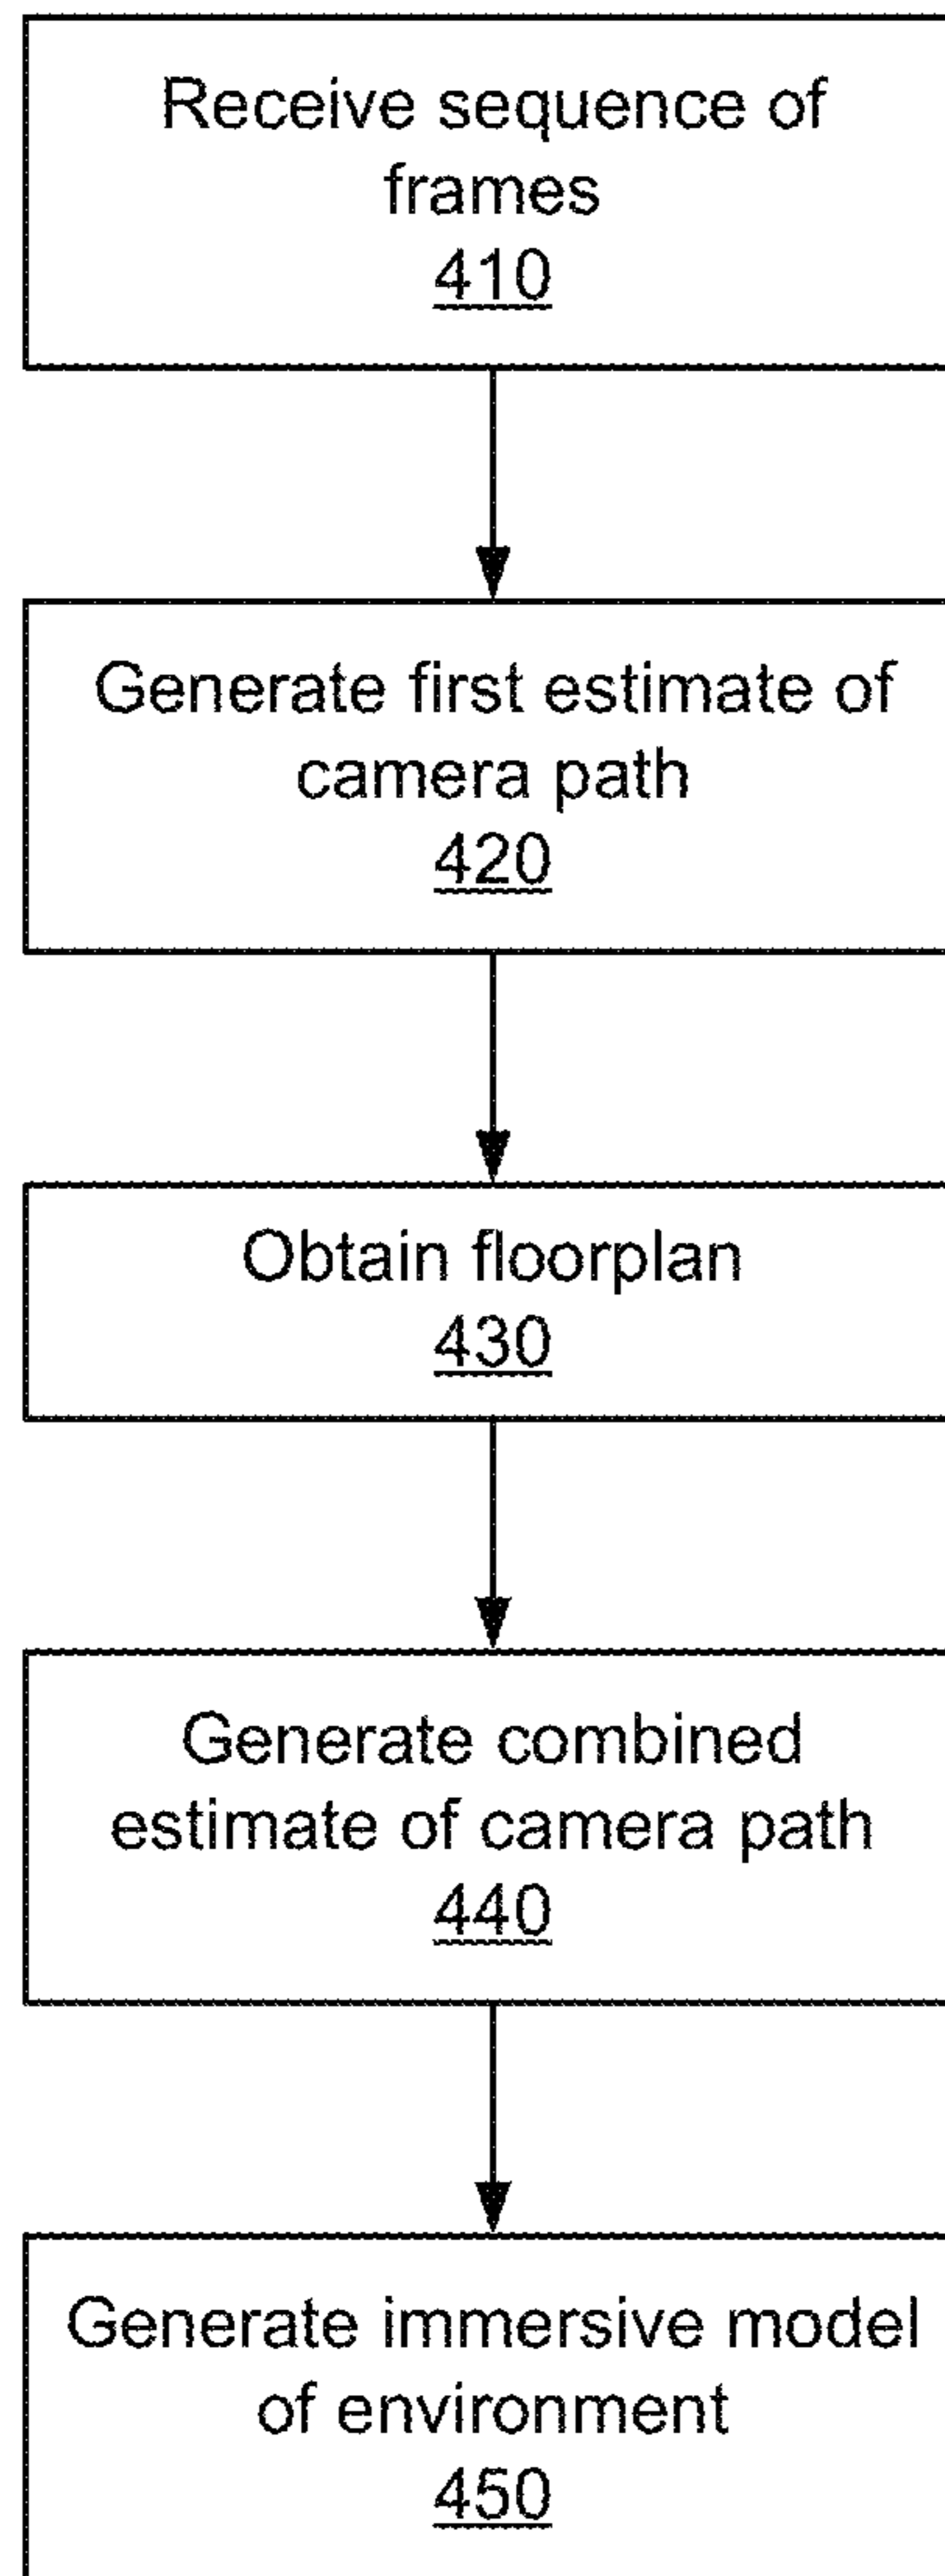 Receive sequence of
frames
410
Generate first estimate of
camera path
420
Obtain floorplan
430
Generate combined
estimate of camera path
440
Generate immersive model
of environment
450